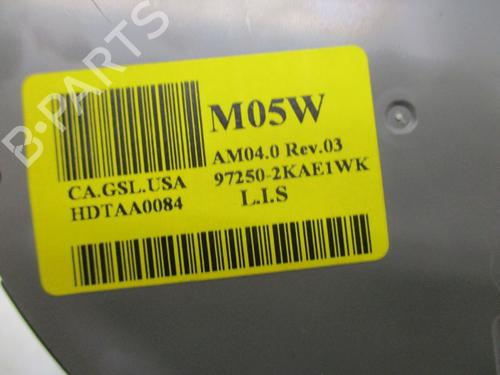 B-PARTS
M05W
AM04.0 Rev.03
CA.GSL.USA 97250-2KAE1WK
HDTAA0084 L.I.S